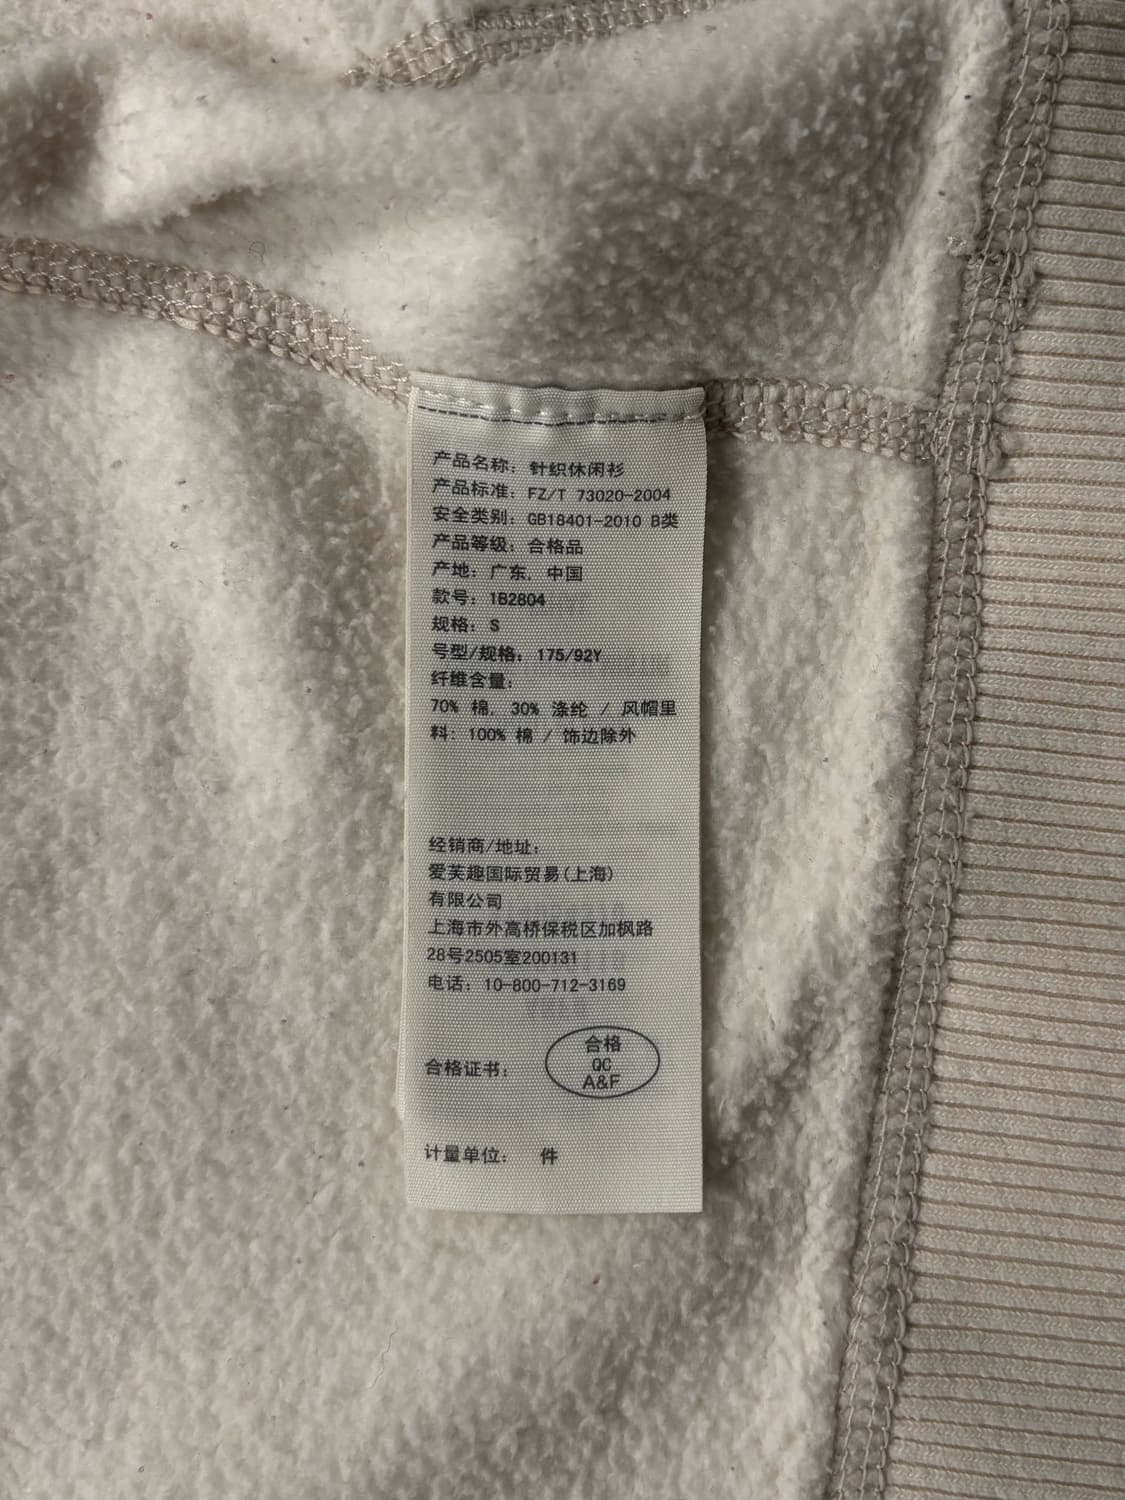 产品名称：针织休闲衫
产品标准：FZ/T 73020-2004
安全类别：GB18401-2010 B类
产品等级：合格品
产地：广东，中国
款号：1B2804
规格：S
号型/规格：175/92Y
纤维含量：
70% 棉，30% 涤纶 / 风帽里
料：100% 棉 / 饰边除外
经销商/地址：
爱芙趣国际贸易(上海)
有限公司
上海市外高桥保税区加枫路
28号2505室200131
电话：10-800-712-3169
合格
QC
A&F
合格证书：
计量单位： 件